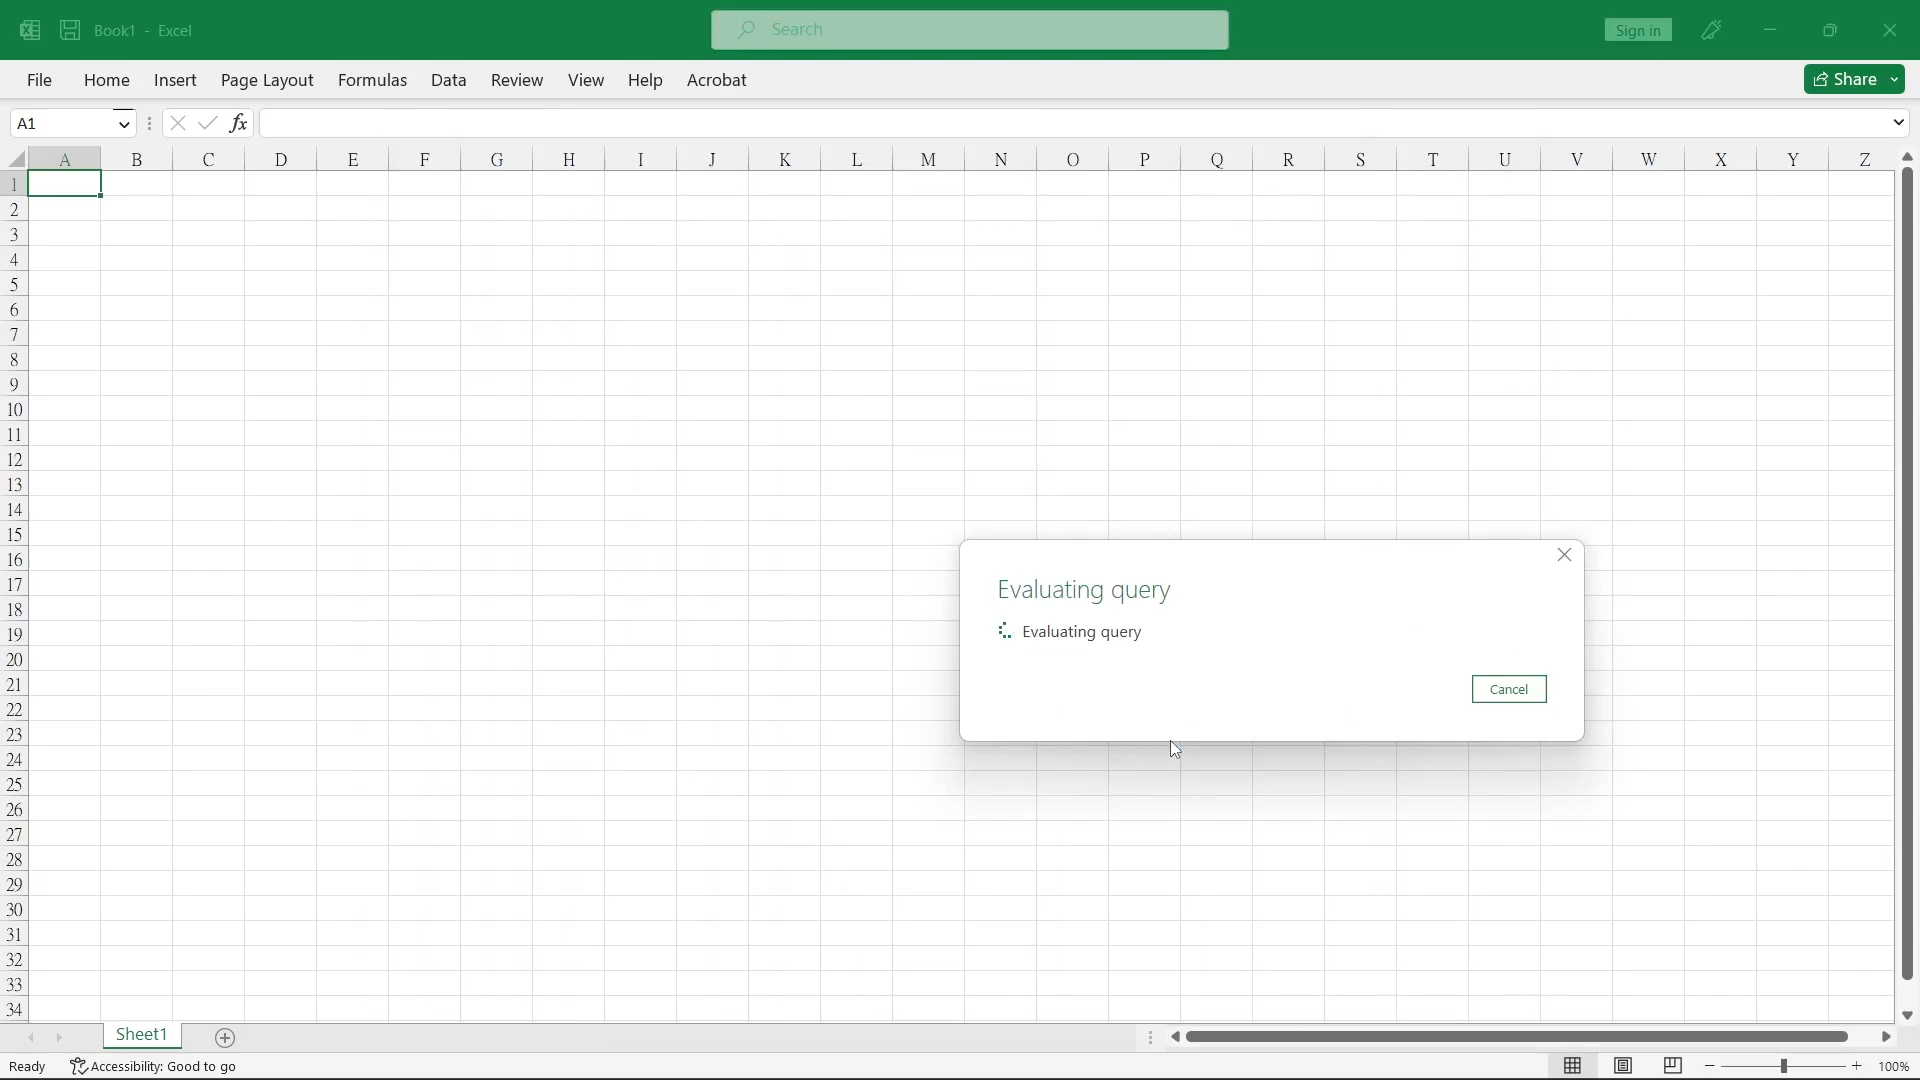 Book1 - Excel
Search
Sign in
File Home Insert Page Layout Formulas Data Review View Help Acrobat
Share
A1
fx
A B C D E F G H I J K L M N O P Q R S T U V W X Y Z
1
2
3
4
5
6
7
8
9
10
11
12
13
14
15
16
17
18
19
20
21
22
23
24
25
26
27
28
29
30
31
32
33
34
Evaluating query
Evaluating query
Cancel
Sheet1
Ready Accessibility: Good to go
100%